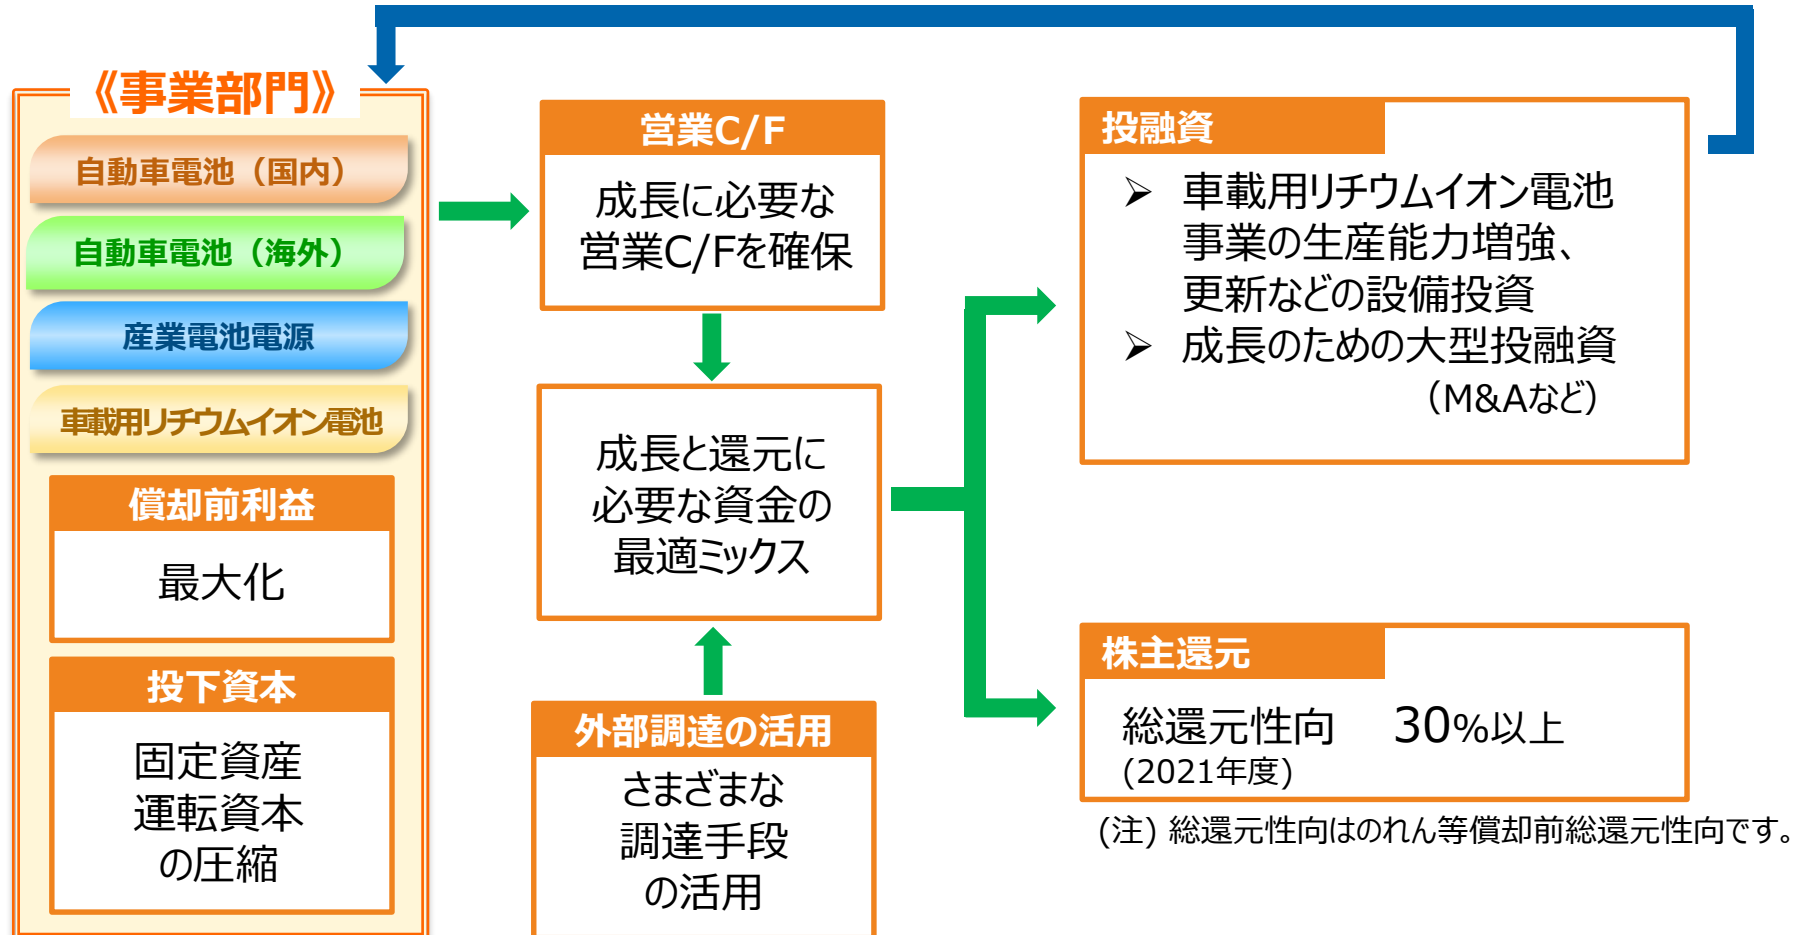 《事業部門》
自動車電池（国内）
自動車電池（海外）
産業電池電源
車載用リチウムイオン電池
償却前利益
最大化
投下資本
固定資産
運転資本
の圧縮
営業C/F
成長に必要な
営業C/Fを確保
成長と還元に
必要な資金の
最適ミックス
外部調達の活用
さまざまな
調達手段
の活用
投融資
➢ 車載用リチウムイオン電池
事業の生産能力増強、
更新などの設備投資
➢ 成長のための大型投融資
（M&Aなど）
株主還元
総還元性向 30%以上
(2021年度)
(注) 総還元性向はのれん等償却前総還元性向です。